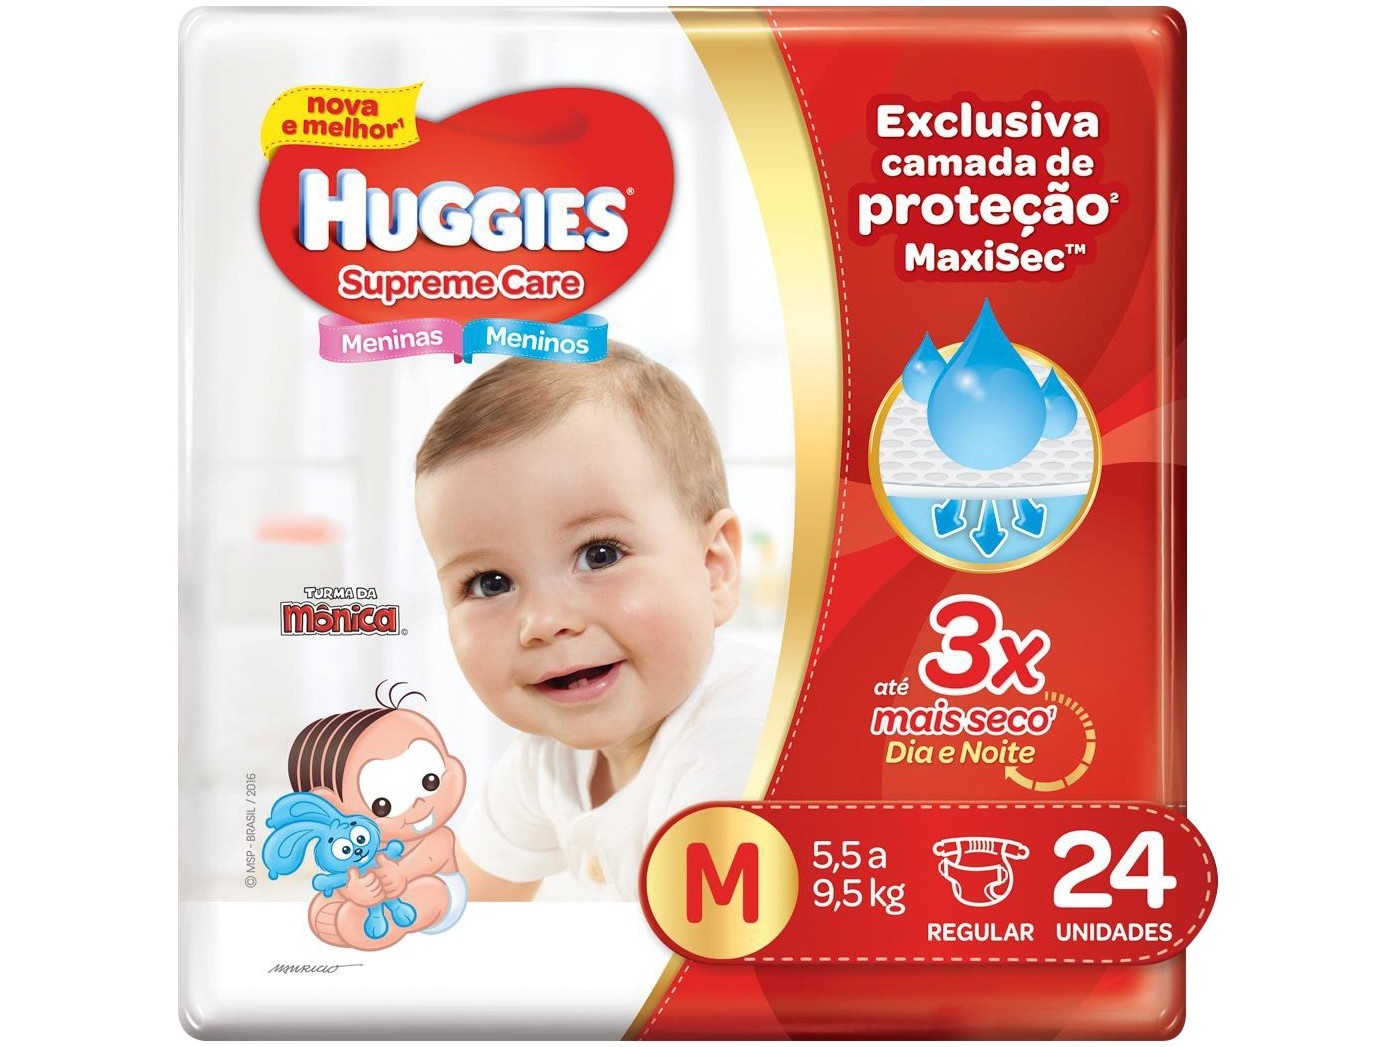 nova
e melhor¹
HUGGIES®
Supreme Care
Meninas Meninos
TURMA DA
Mônica©
© MSP - BRASIL / 2016
MAURICIO
Exclusiva
camada de
proteção²
MaxiSec™
até 3x
mais seco¹
Dia e Noite
M
5,5 a
9,5 kg
REGULAR
24
UNIDADES